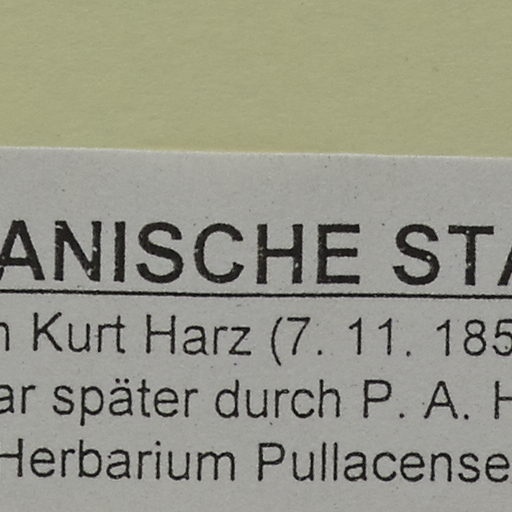 ANISCHE STA
n Kurt Harz (7. 11. 185
ar später durch P. A. H
Herbarium Pullacense